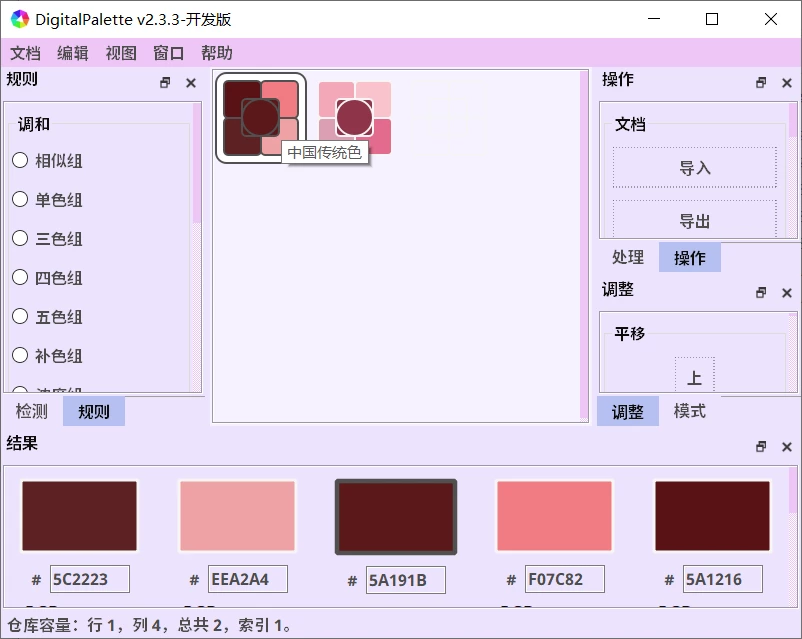 DigitalPalette v2.3.3-开发版
文档 编辑 视图 窗口 帮助
规则
调和
相似组
单色组
三色组
四色组
五色组
补色组
检测 规则
中国传统色
操作
文档
导入
导出
处理 操作
调整
平移
上
调整 模式
结果
# 5C2223 # EEA2A4 # 5A191B # F07C82 # 5A1216
仓库容量：行 1，列 4，总共 2，索引 1。